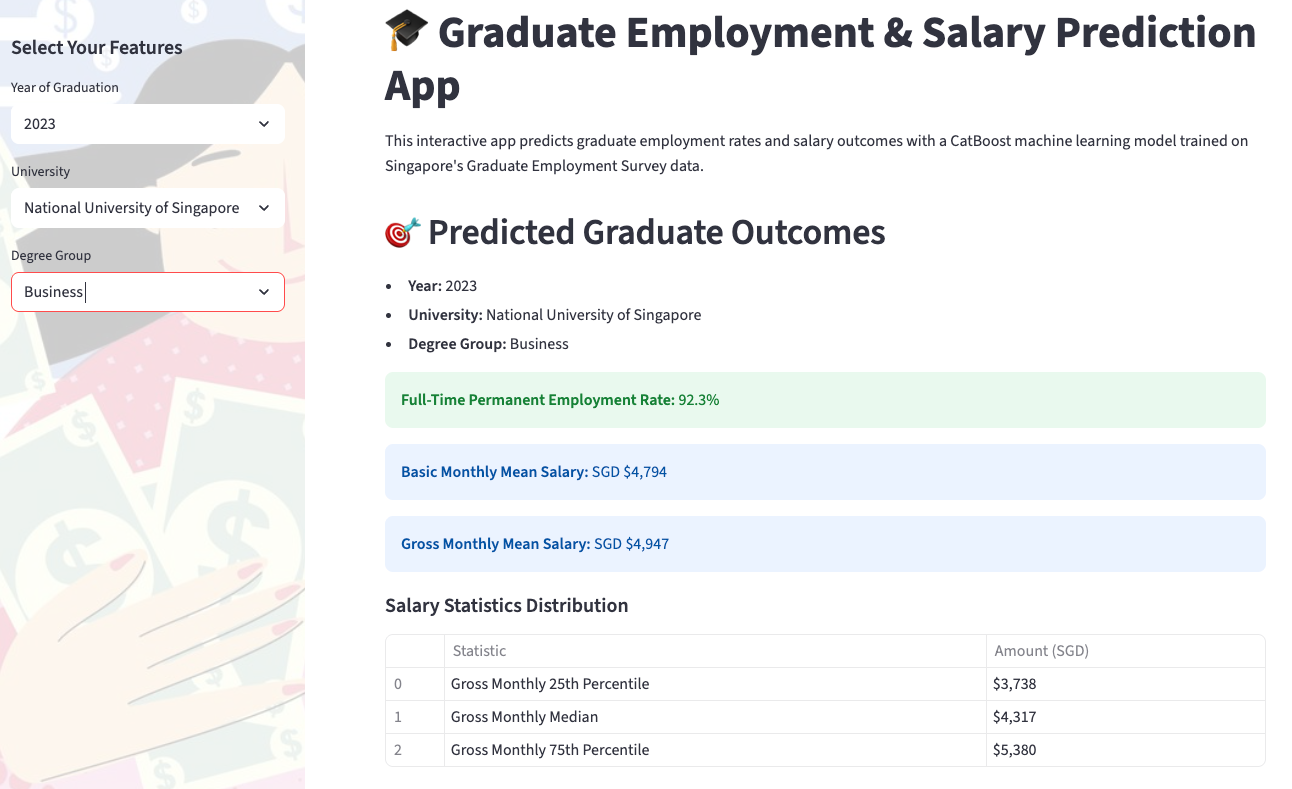 Select Your Features
Year of Graduation
2023
University
National University of Singapore
Degree Group
Business
🎓 Graduate Employment & Salary Prediction
App
This interactive app predicts graduate employment rates and salary outcomes with a CatBoost machine learning model trained on
Singapore's Graduate Employment Survey data.
🎯 Predicted Graduate Outcomes
• Year: 2023
• University: National University of Singapore
• Degree Group: Business
Full-Time Permanent Employment Rate: 92.3%
Basic Monthly Mean Salary: SGD $4,794
Gross Monthly Mean Salary: SGD $4,947
Salary Statistics Distribution
Statistic Amount (SGD)
0 Gross Monthly 25th Percentile $3,738
1 Gross Monthly Median $4,317
2 Gross Monthly 75th Percentile $5,380